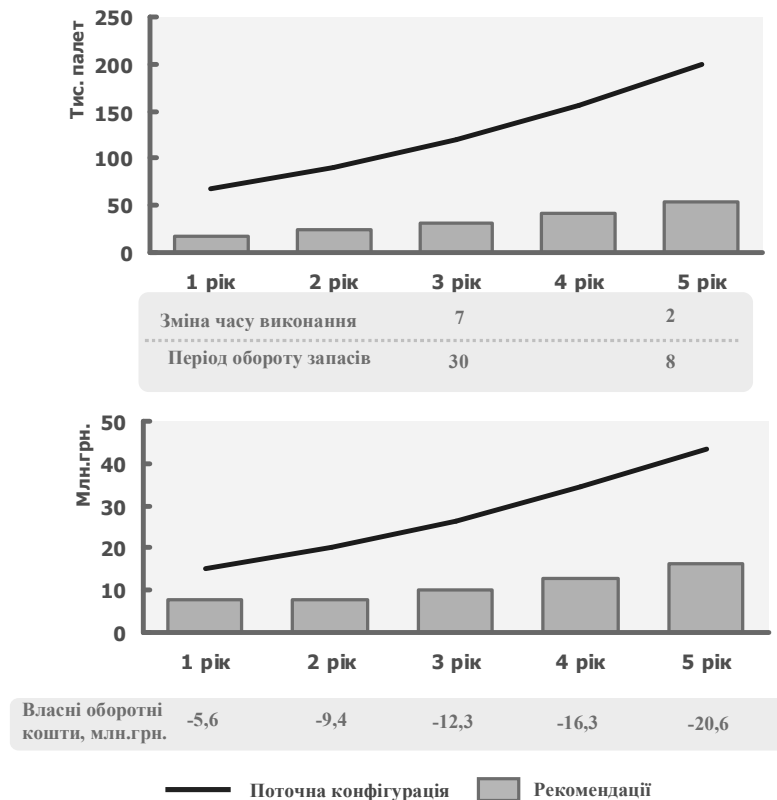 250
200
150
100
50
0
Тис. палет
1 рік 2 рік 3 рік 4 рік 5 рік
Зміна часу виконання 7 2
Період обороту запасів 30 8
50
40
30
20
10
0
Млн.грн.
1 рік 2 рік 3 рік 4 рік 5 рік
Власні оборотні
кошти, млн.грн. -5,6 -9,4 -12,3 -16,3 -20,6
Поточна конфігурація Рекомендації